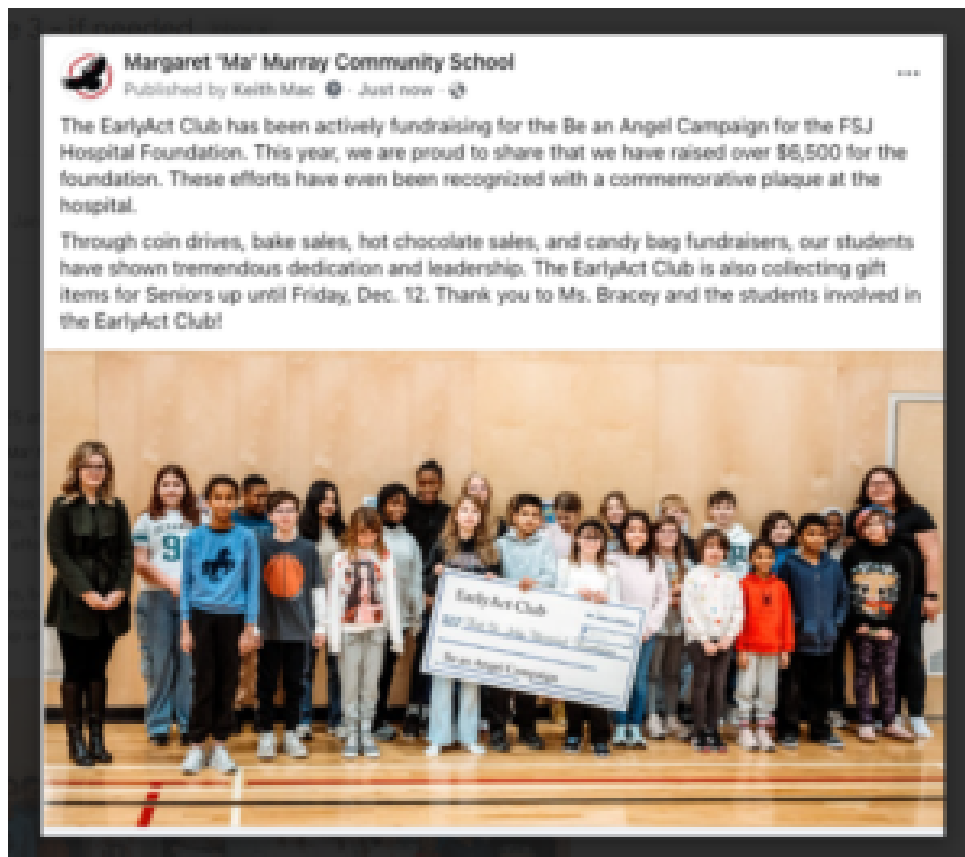 Margaret "Ma" Murray Community School
Published by Keith Mac · Just now ·
The EarlyAct Club has been actively fundraising for the Be an Angel Campaign for the FSJ
Hospital Foundation. This year, we are proud to share that we have raised over $6,500 for the
foundation. These efforts have even been recognized with a commemorative plaque at the
hospital.
Through coin drives, bake sales, hot chocolate sales, and candy bag fundraisers, our students
have shown tremendous dedication and leadership. The EarlyAct Club is also collecting gift
items for Seniors up until Friday, Dec. 12. Thank you to Ms. Bracey and the students involved in
the EarlyAct Club!
EarlyAct Club
Be an Angel Campaign